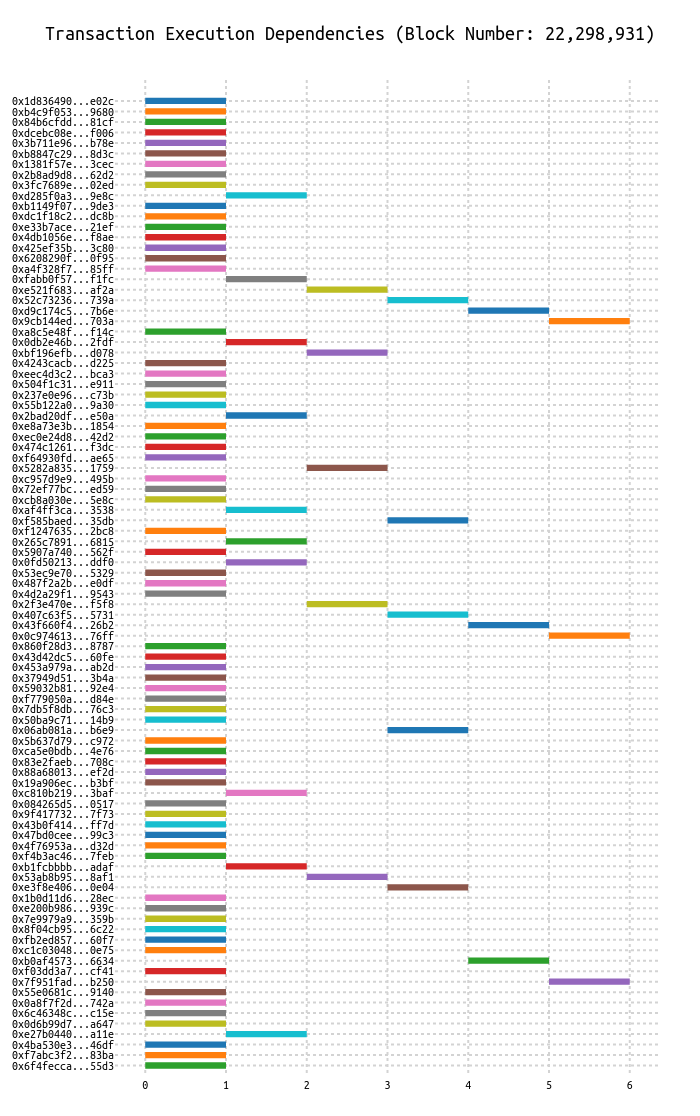 Transaction Execution Dependencies (Block Number: 22,298,931)
0x1d836490...e02c
0xb4c9f053...9680
0x84b6cfdd...81cf
0xdcebc08e...f006
0x3b711e96...b78e
0xb8847c29...8d3c
0x1381f57e...3cec
0x2b8ad9d8...62d2
0x3fc7689e...02ed
0xd285f0a3...9e8c
0xb1149f07...9de3
0xdc1f18c2...dc8b
0xe33b7ace...21ef
0x4db1056e...f8ae
0x425ef35b...3c80
0x6208290f...0f95
0xa4f328f7...85ff
0xfabb0f57...f1fc
0xe521f683...af2a
0x52c73236...739a
0xd9c174c5...7b6e
0x9cb144ed...703a
0xa8c5e48f...f14c
0x0db2e46b...2fdf
0xbf196efb...d078
0x4243cacb...d225
0xeec4d3c2...bca3
0x504f1c31...e911
0x237e0e96...c73b
0x55b122a0...9a30
0x2bad20df...e50a
0xe8a73e3b...1854
0xec0e24d8...42d2
0x474c1261...f3dc
0xf64930fd...ae65
0x5282a835...1759
0xc957d9e9...495b
0x72ef77bc...ed59
0xcb8a030e...5e8c
0xaf4ff3ca...3538
0xf585baed...35db
0xf1247635...2bc8
0x265c7891...6815
0x5907a740...562f
0x0fd50213...ddf0
0x53ec9e70...5329
0x487f2a2b...e0df
0x4d2a29f1...9543
0x2f3e470e...f5f8
0x407c63f5...5731
0x43f660f4...26b2
0x0c974613...76ff
0x860f28d3...8787
0x43d42dc5...60fe
0x453a979a...ab2d
0x37949d51...3b4a
0x59032b81...92e4
0xf779050a...d84e
0x7db5f8db...76c3
0x50ba9c71...14b9
0x06ab081a...b6e9
0x5b637d79...c972
0xca5e0bdb...4e76
0x83e2faeb...708c
0x88a68013...ef2d
0x19a906ec...b3bf
0xc810b219...3baf
0x084265d5...0517
0x9f417732...7f73
0x43b0f414...ff7d
0x47bd0cee...99c3
0x4f76953a...d32d
0xf4b3ac46...7feb
0xb1fcbbbb...adaf
0x53ab8b95...8af1
0xe3f8e406...0e04
0x1b0d11d6...28ec
0xe200b986...939c
0x7e9979a9...359b
0x8f04cb95...6c22
0xfb2ed857...60f7
0xc1c03048...0e75
0xb0af4573...6634
0xf03dd3a7...cf41
0x7f951fad...b250
0x55e0681c...9140
0x0a8f7f2d...742a
0x6c46348c...c15e
0x0d6b99d7...a647
0xe27b0440...a11e
0x4ba530e3...46df
0xf7abc3f2...83ba
0x6f4fecca...55d3
0 1 2 3 4 5 6